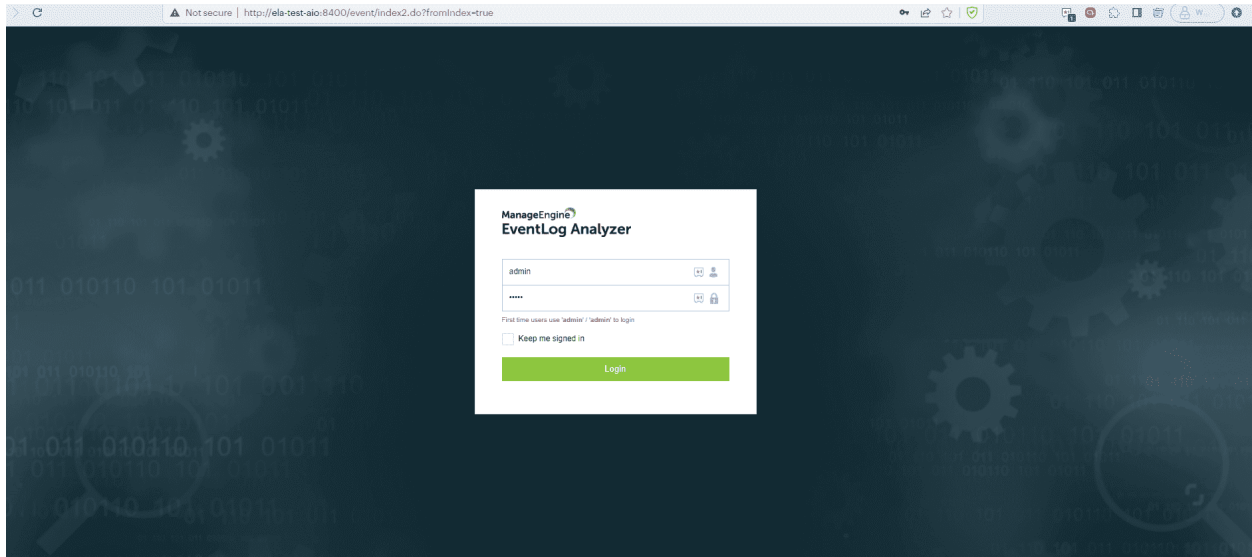 Not secure | http://ela-test-aio:8400/event/index2.do?fromIndex=true
ManageEngine
EventLog Analyzer
admin
•••••
First time users use 'admin' / 'admin' to login
Keep me signed in
Login